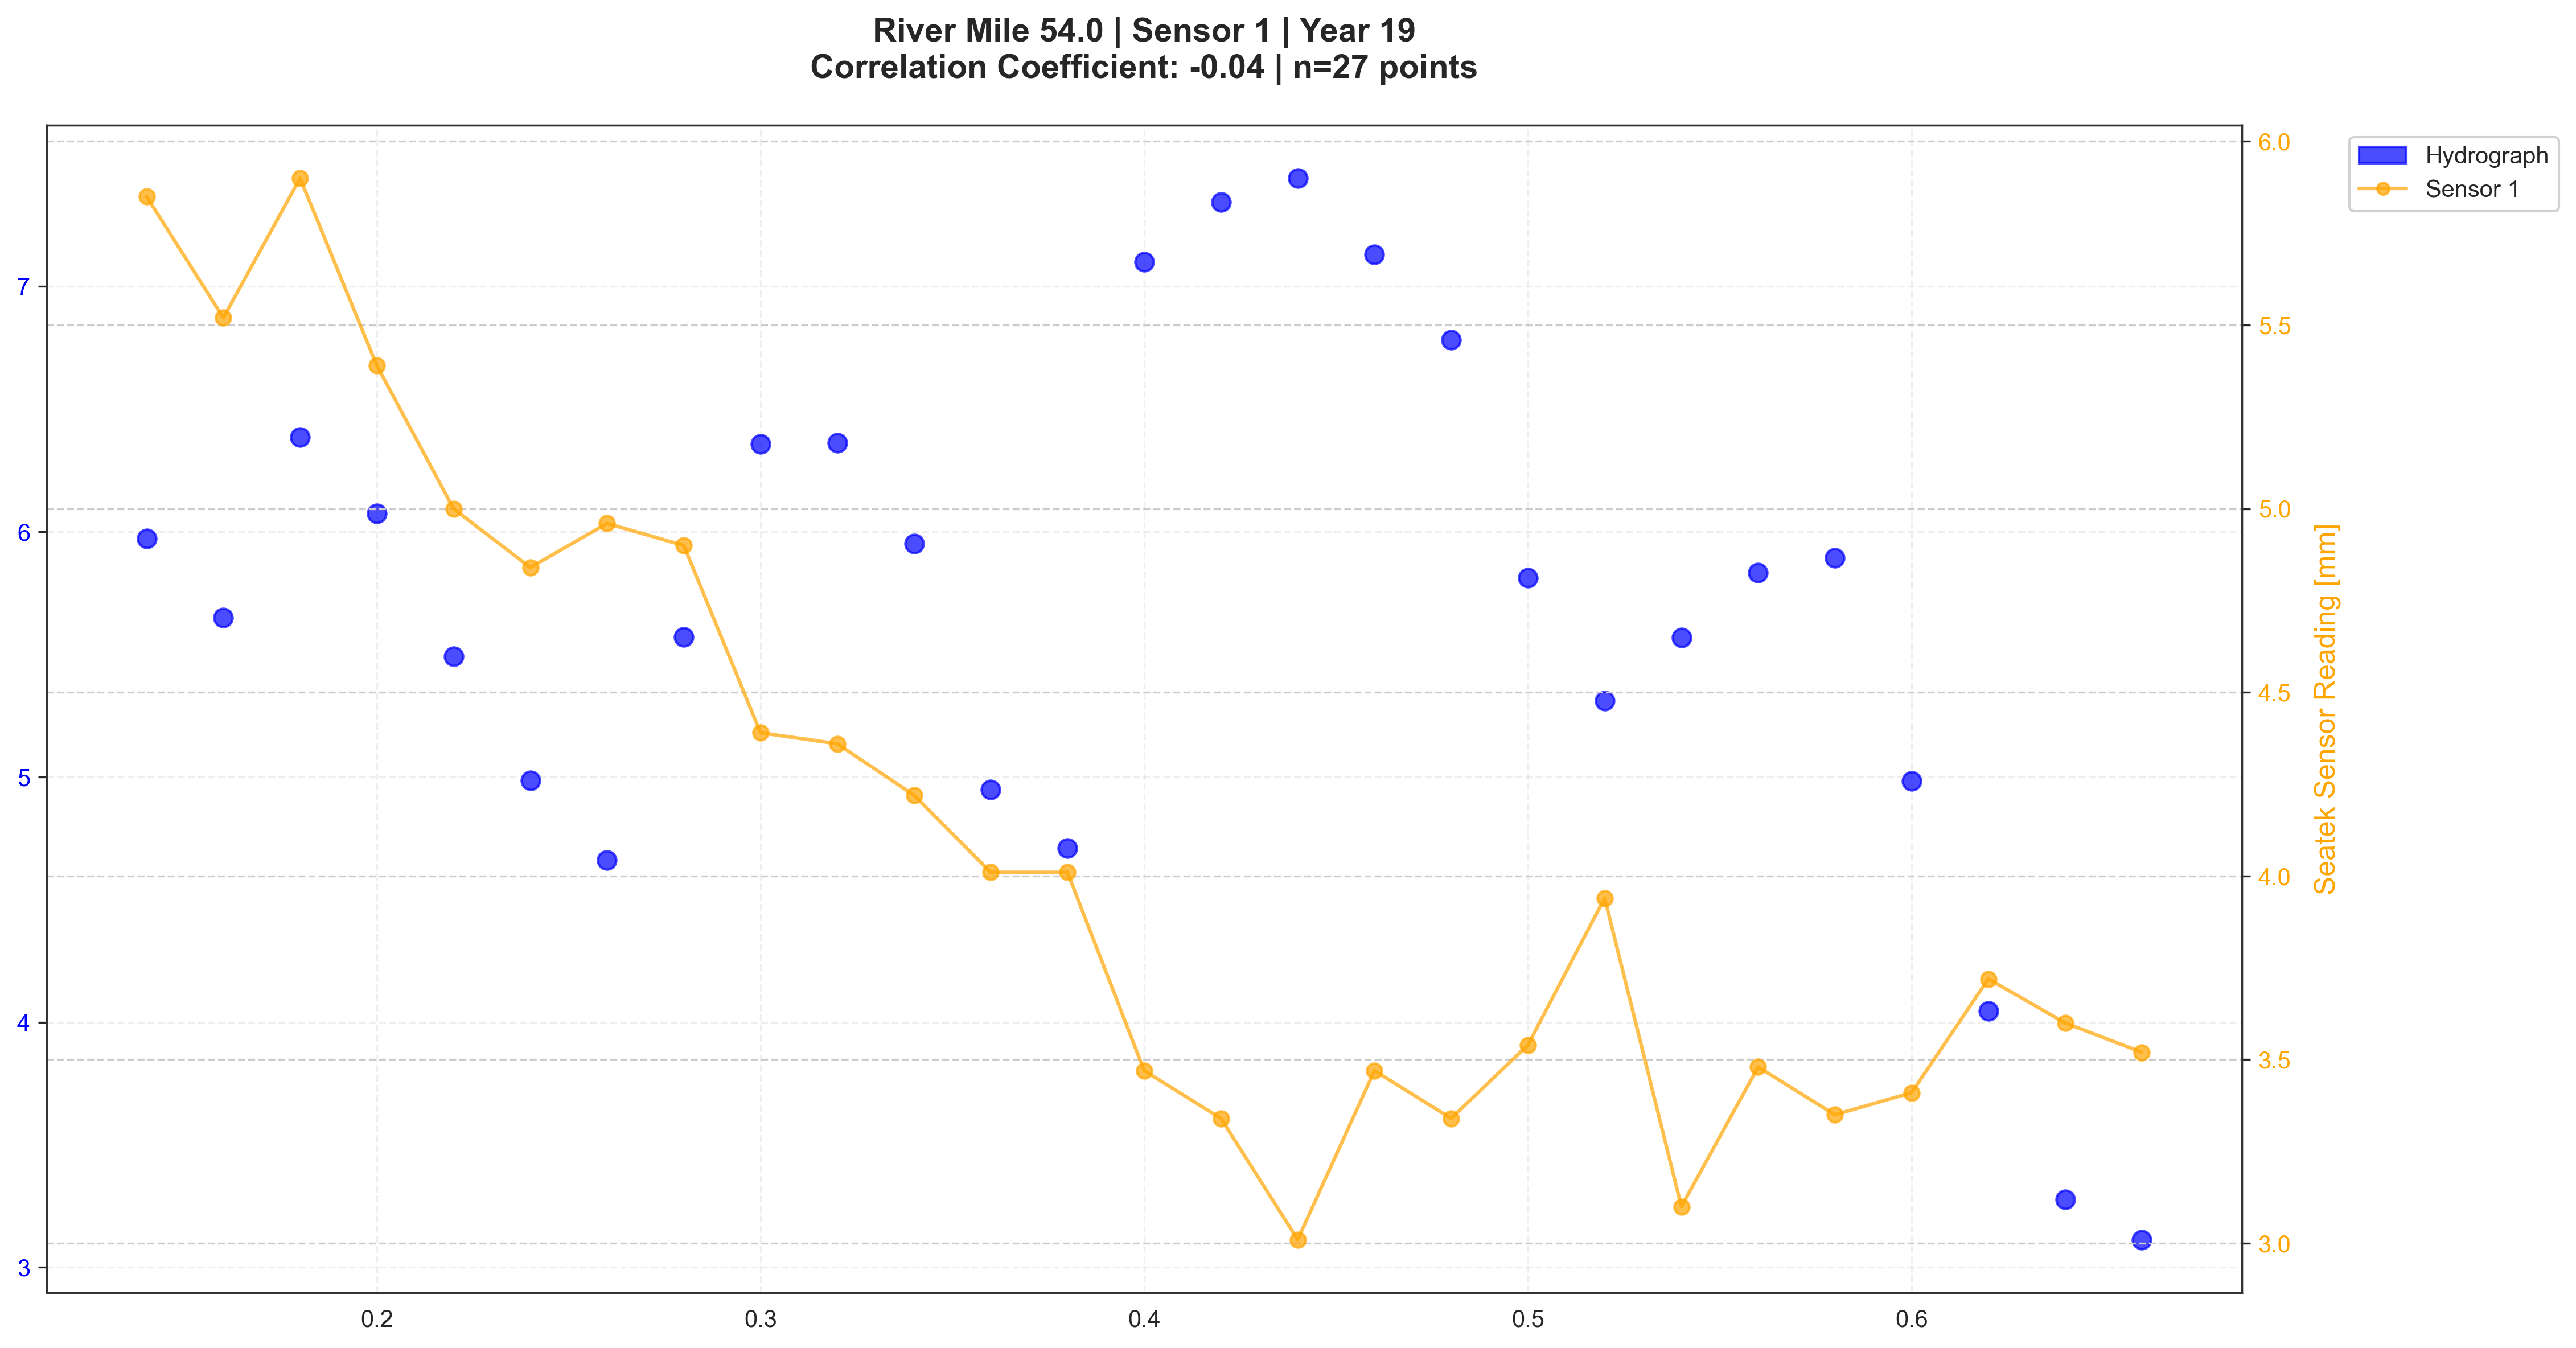 River Mile 54.0 | Sensor 1 | Year 19
Correlation Coefficient: -0.04 | n=27 points
Hydrograph
Sensor 1
7
6
5
4
3
6.0
5.5
5.0
4.5
4.0
3.5
3.0
Seatek Sensor Reading [mm]
0.2 0.3 0.4 0.5 0.6